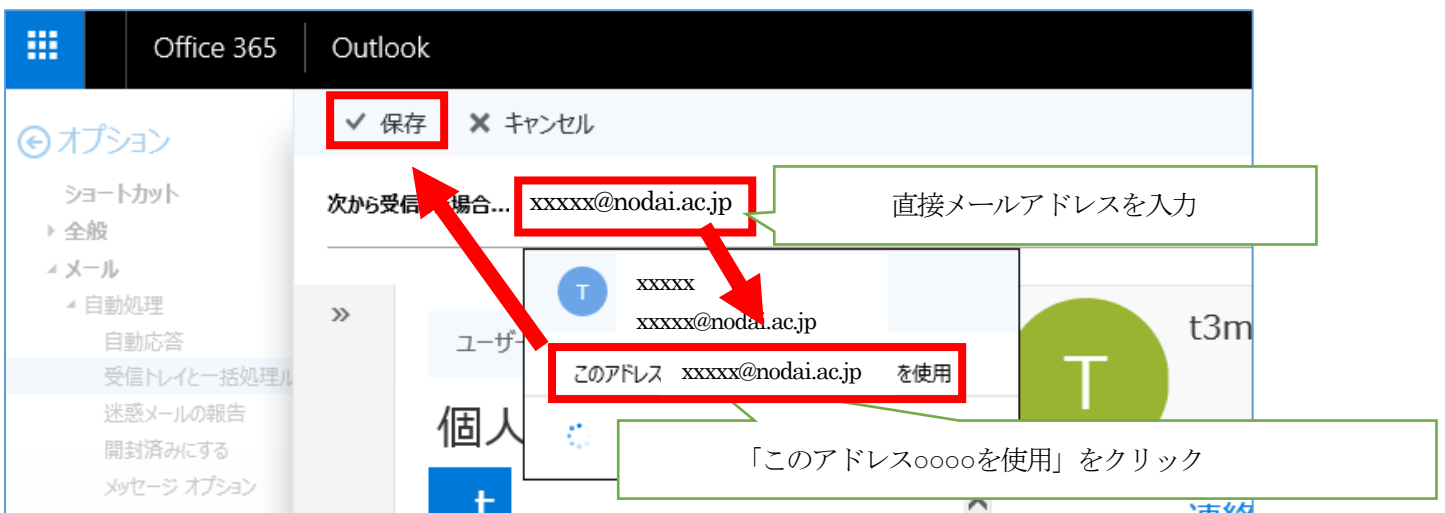 Office 365 Outlook
保存 キャンセル
オプション
ショートカット
全般
メール
自動処理
自動応答
受信トレイと一括処理ル
迷惑メールの報告
開封済みにする
メッセージ オプション
次から受信 場合... xxxxx@nodai.ac.jp
直接メールアドレスを入力
T
xxxxx
xxxxx@nodai.ac.jp
»
ユーザー
このアドレス xxxxx@nodai.ac.jp を使用
T
t3m
個人
「このアドレス○○○○を使用」をクリック
t
連絡